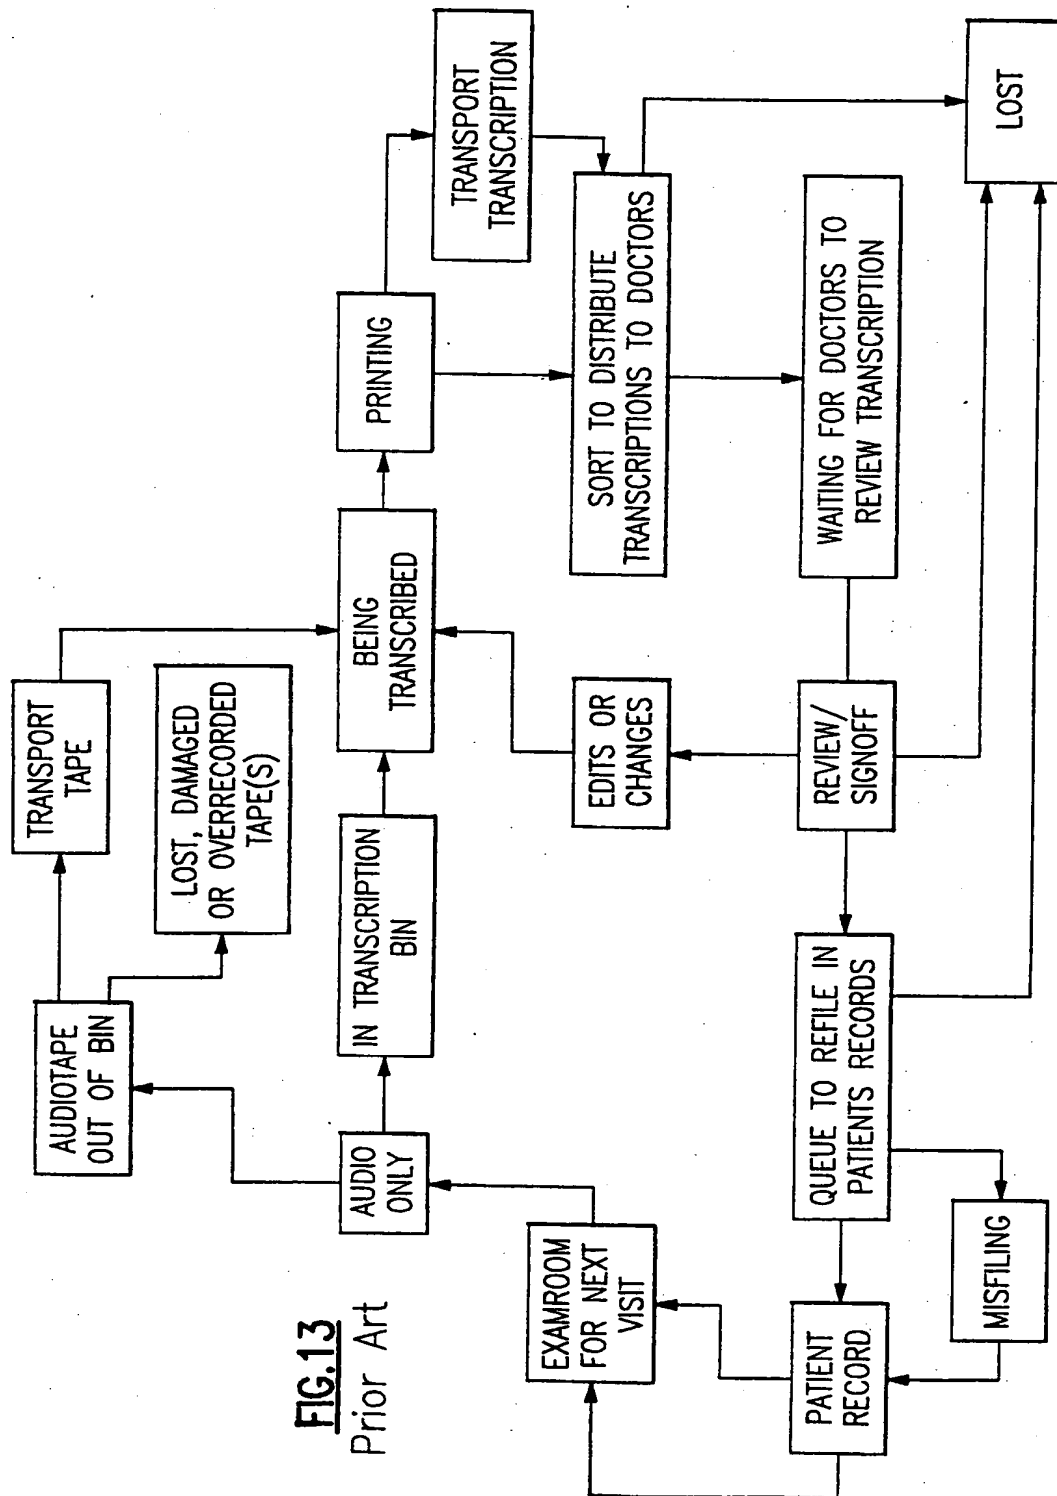 TRANSPORT
TAPE
LOST, DAMAGED
OR OVERRECORDED
TAPE(S)
AUDIOTAPE
OUT OF BIN
TRANSPORT
TRANSCRIPTION
PRINTING
BEING
TRANSCRIBED
IN TRANSCRIPTION
BIN
AUDIO
ONLY
SORT TO DISTRIBUTE
TRANSCRIPTIONS TO DOCTORS
EDITS OR
CHANGES
EXAMROOM
FOR NEXT
VISIT
WAITING FOR DOCTORS TO
REVIEW TRANSCRIPTION
REVIEW/
SIGNOFF
QUEUE TO REFILE IN
PATIENTS RECORDS
PATIENT
RECORD
MISFILING
LOST
FIG.13
Prior Art